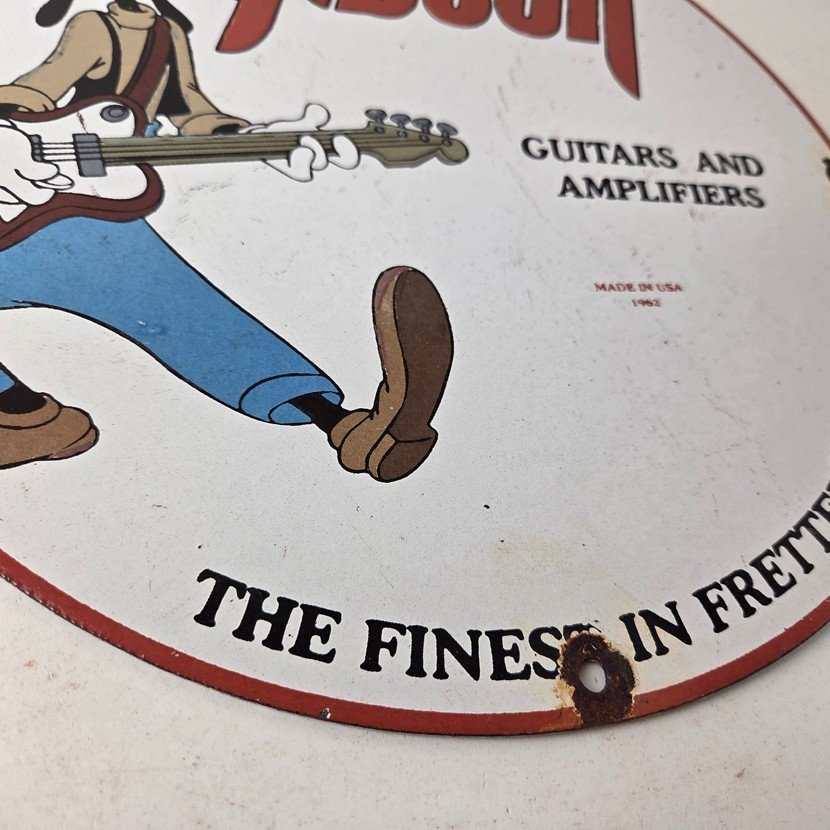 GUITARS AND
AMPLIFIERS
MADE IN USA
1962
THE FINEST IN